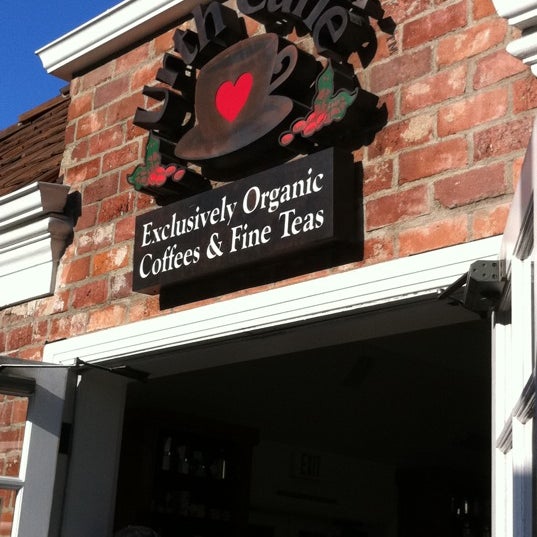 Exclusively Organic
Coffees & Fine Teas
EXIT